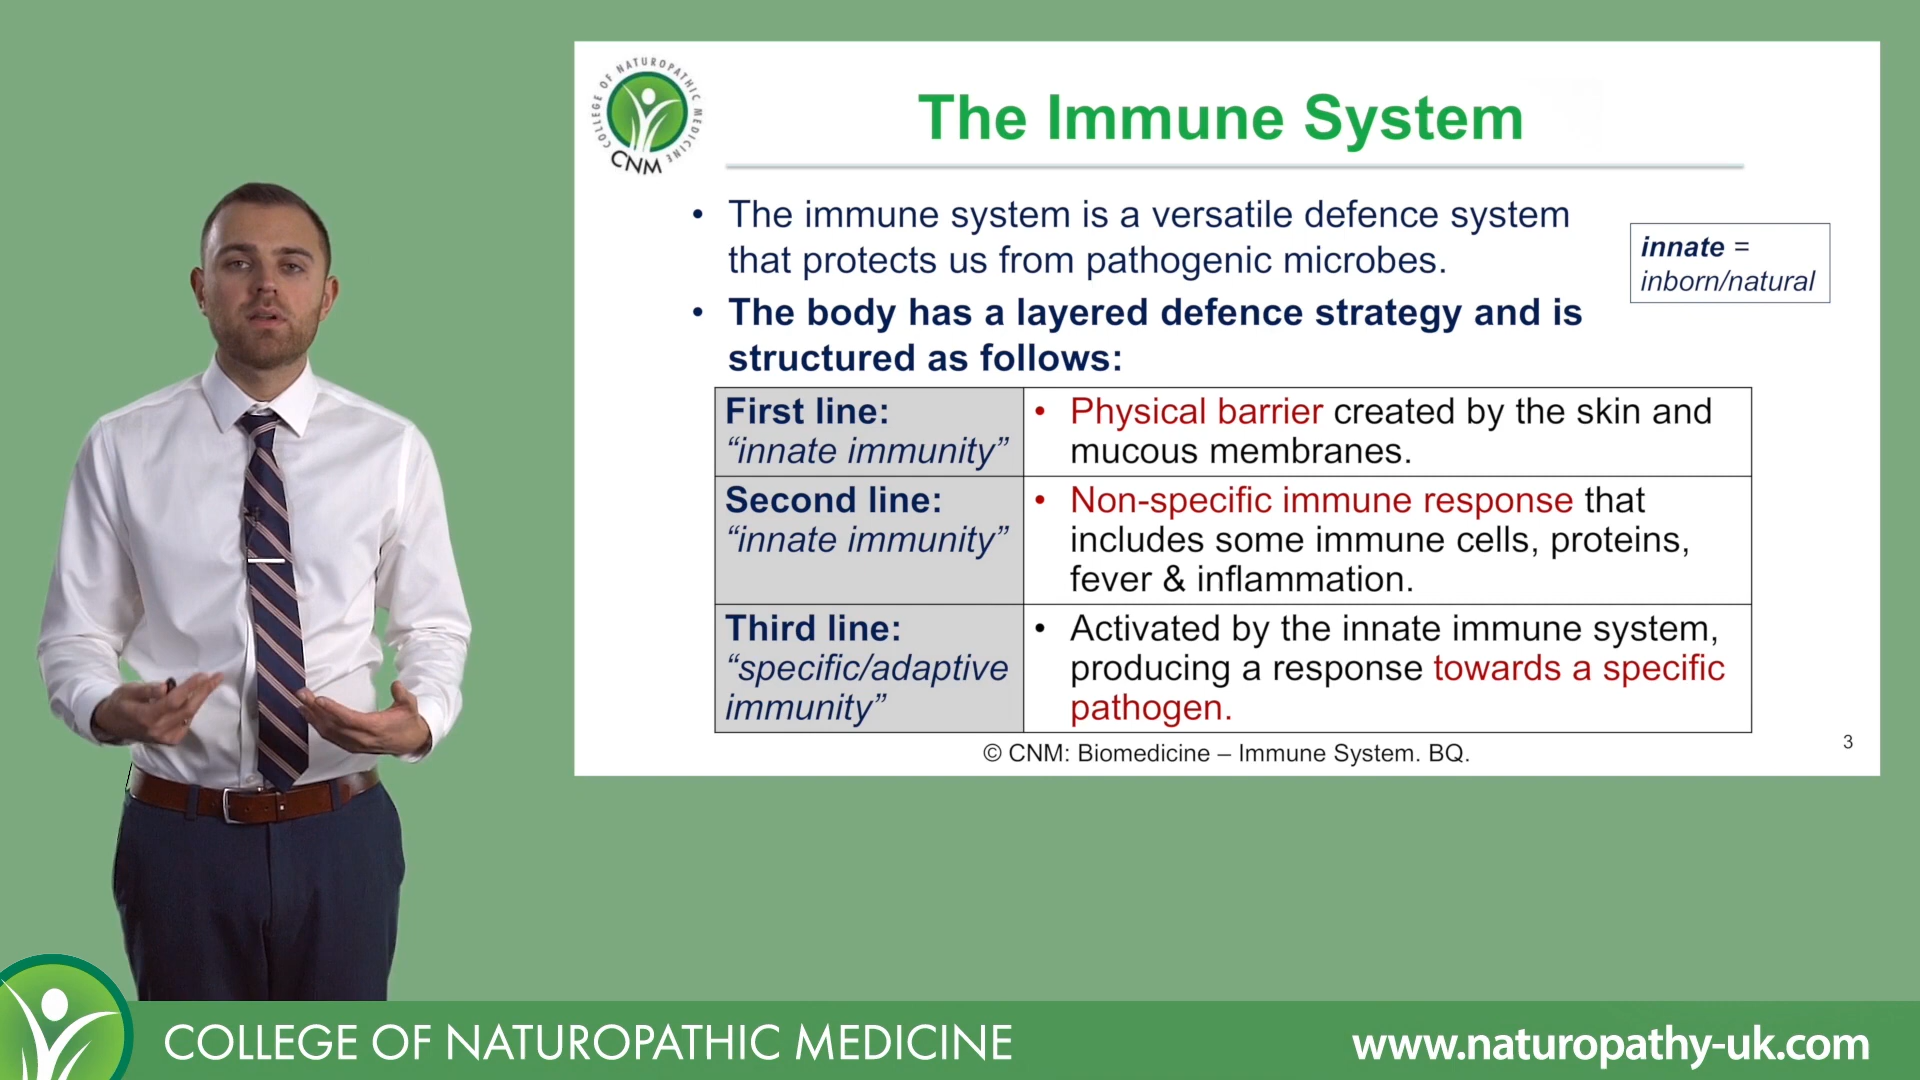 COLLEGE OF NATUROPATHIC MEDICINE
CNM
The Immune System
• The immune system is a versatile defence system
that protects us from pathogenic microbes.
innate =
inborn/natural
• The body has a layered defence strategy and is
structured as follows:
First line:
“innate immunity”
• Physical barrier created by the skin and
mucous membranes.
Second line:
“innate immunity”
• Non-specific immune response that
includes some immune cells, proteins,
fever & inflammation.
Third line:
“specific/adaptive
immunity”
• Activated by the innate immune system,
producing a response towards a specific
pathogen.
© CNM: Biomedicine – Immune System. BQ.
3
COLLEGE OF NATUROPATHIC MEDICINE
www.naturopathy-uk.com